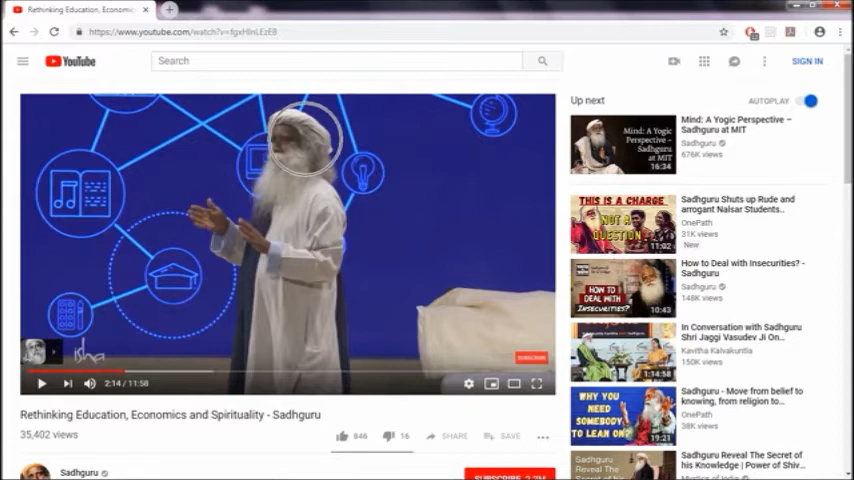 Rethinking Education, Economics
https://www.youtube.com/watch?v=fgxHlnLEzE8
YouTube
Search
SIGN IN
Up next
AUTOPLAY
Mind: A Yogic Perspective –
Sadhguru at MIT
Sadhguru
676K views
Mind: A Yogic
Perspective –
Sadhguru
at MIT
16:34
THIS IS A CHARGE
NOT A
QUESTION
11:02
Sadhguru Shuts up Rude and
arrogant Nalsar Students..
OnePath
31K views
New
HOW TO
DEAL WITH
INSECURITIES?
10:43
How to Deal with Insecurities? -
Sadhguru
Sadhguru
148K views
1:14:58
In Conversation with Sadhguru
Shri Jaggi Vasudev Ji On...
Kavitha Kalvakuntla
150K views
WHY YOU
NEED
SOMEBODY
TO LEAN ON?
19:21
Sadhguru - Move from belief to
knowing, from religion to...
OnePath
38K views
Sadhguru
Reveal The
Secret of
Sadhguru Reveal The Secret of
his Knowledge | Power of Shiv...
Mystics of India
isha
SUBSCRIBE
2:14 / 11:58
Rethinking Education, Economics and Spirituality - Sadhguru
35,402 views
846
16
SHARE
SAVE
Sadhguru
SUBSCRIBE 2.7M